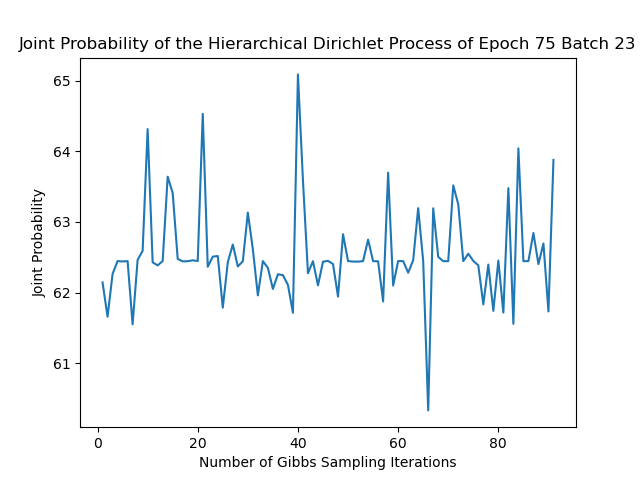 Joint Probability of the Hierarchical Dirichlet Process of Epoch 75 Batch 23
65
64
63
62
61
Joint Probability
0 20 40 60 80
Number of Gibbs Sampling Iterations